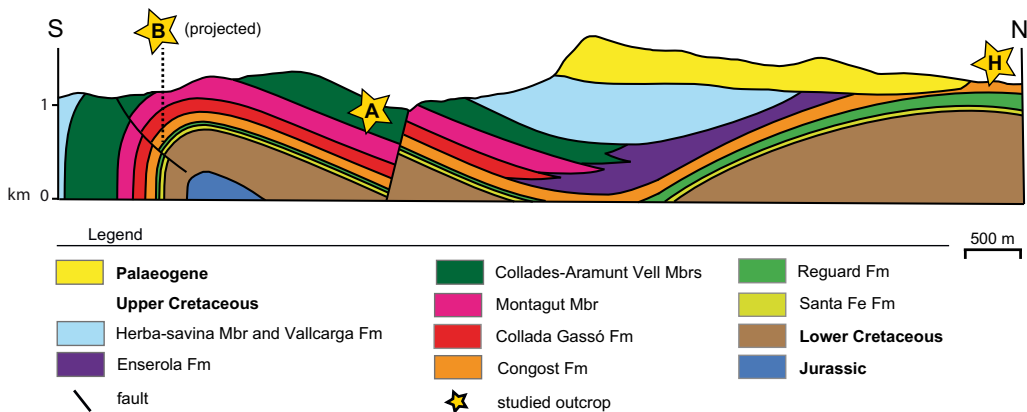 S
B
(projected)
N
H
1
A
km 0
Legend
500 m
Palaeogene
Upper Cretaceous
Herba-savina Mbr and Vallcarga Fm
Enserola Fm
fault
Collades-Aramunt Vell Mbrs
Montagut Mbr
Collada Gassó Fm
Congost Fm
studied outcrop
Reguard Fm
Santa Fe Fm
Lower Cretaceous
Jurassic